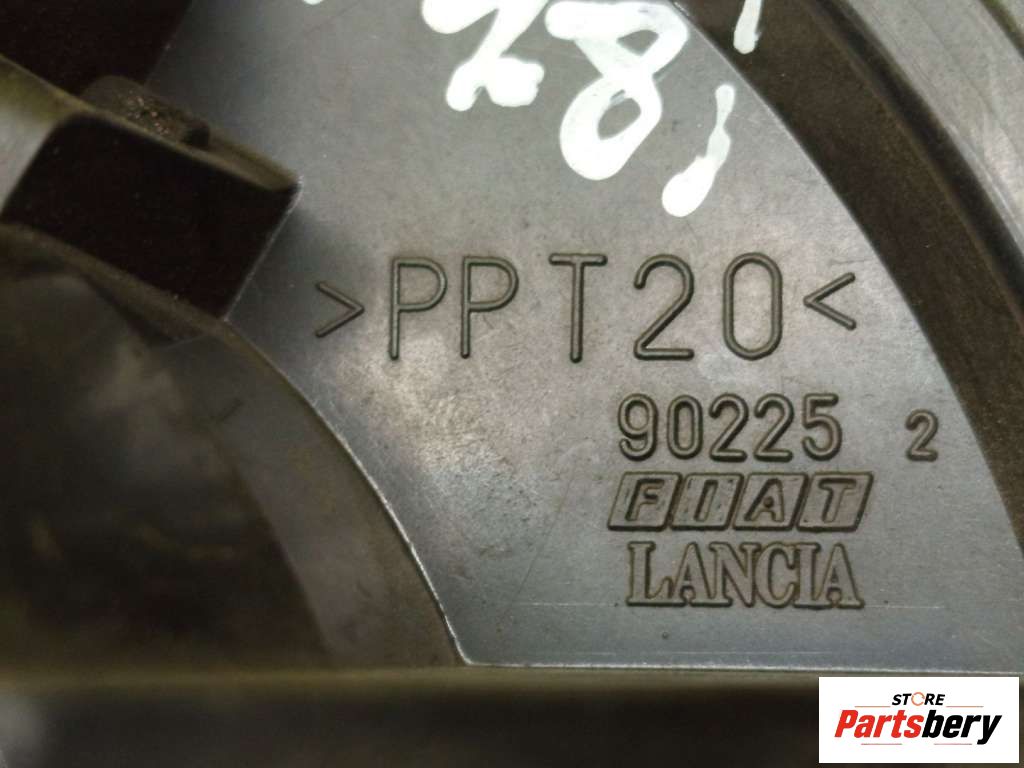 >PPT20<
90225 2
FIAT
LANCIA
STORE
Partsbery